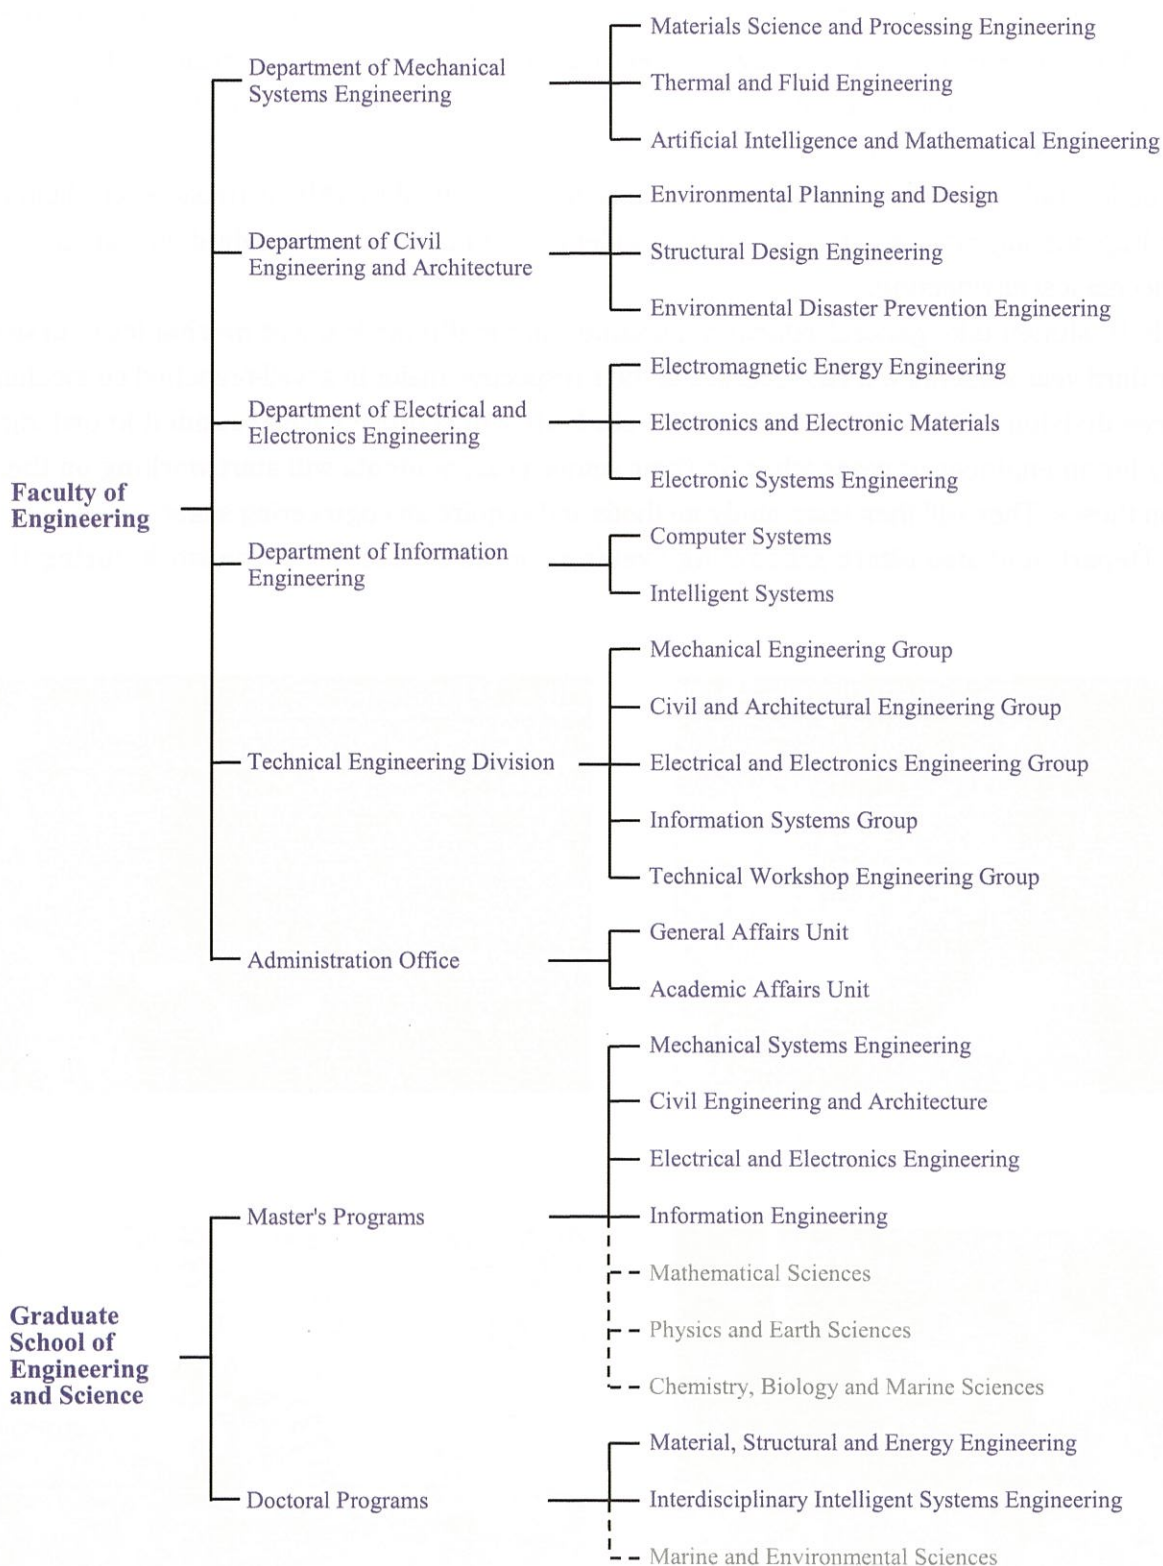 Faculty of
Engineering
Department of Mechanical
Systems Engineering
Materials Science and Processing Engineering
Thermal and Fluid Engineering
Artificial Intelligence and Mathematical Engineering
Department of Civil
Engineering and Architecture
Environmental Planning and Design
Structural Design Engineering
Environmental Disaster Prevention Engineering
Department of Electrical and
Electronics Engineering
Electromagnetic Energy Engineering
Electronics and Electronic Materials
Electronic Systems Engineering
Department of Information
Engineering
Computer Systems
Intelligent Systems
Technical Engineering Division
Mechanical Engineering Group
Civil and Architectural Engineering Group
Electrical and Electronics Engineering Group
Information Systems Group
Technical Workshop Engineering Group
Administration Office
General Affairs Unit
Academic Affairs Unit
Graduate
School of
Engineering
and Science
Master's Programs
Mechanical Systems Engineering
Civil Engineering and Architecture
Electrical and Electronics Engineering
Information Engineering
Mathematical Sciences
Physics and Earth Sciences
Chemistry, Biology and Marine Sciences
Doctoral Programs
Material, Structural and Energy Engineering
Interdisciplinary Intelligent Systems Engineering
Marine and Environmental Sciences